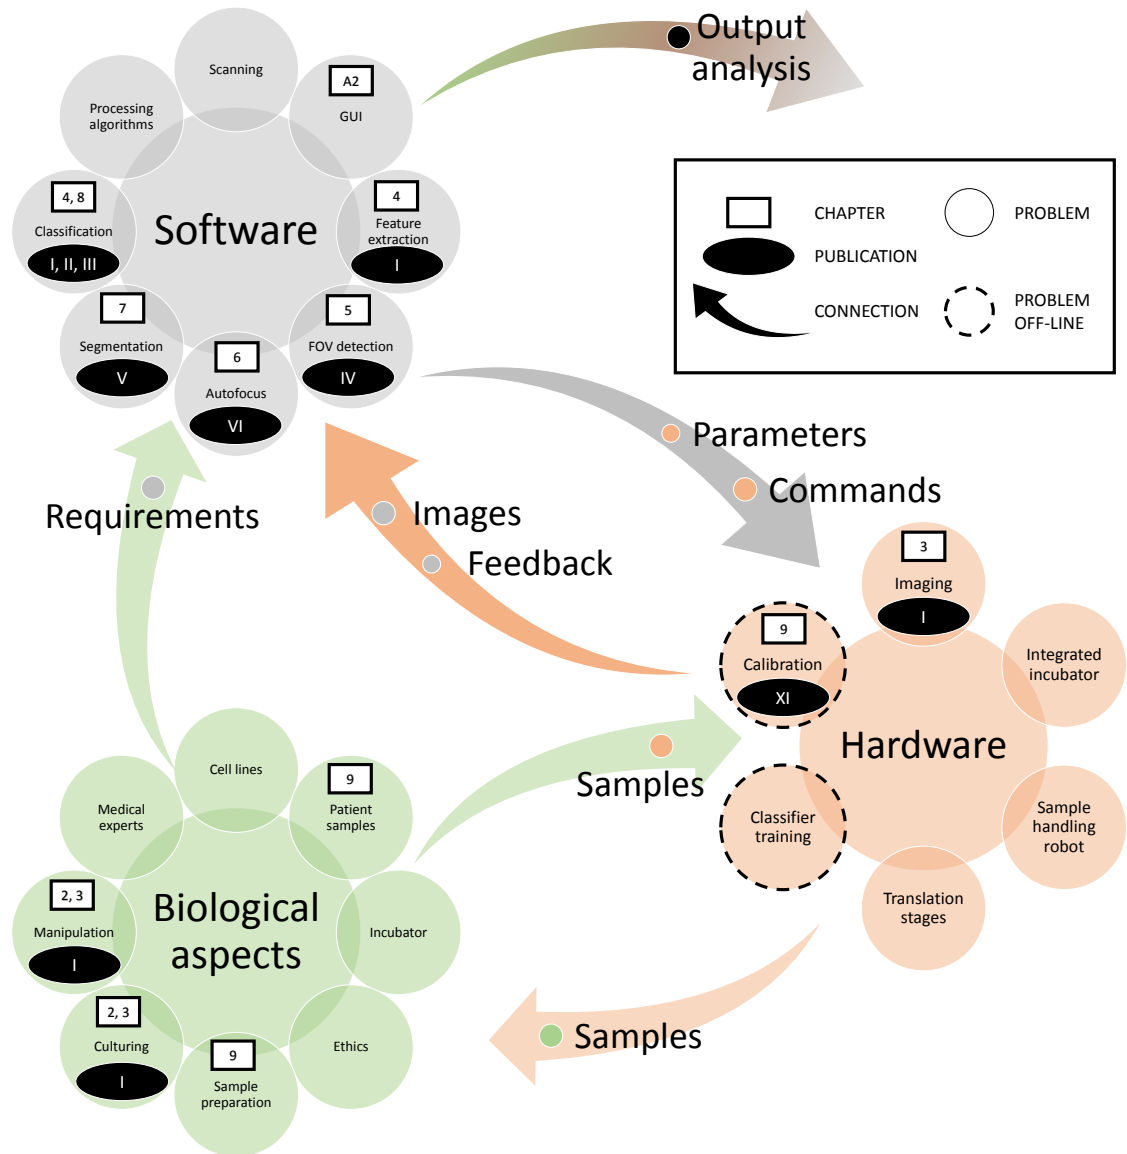 Output
analysis
Scanning
A2
GUI
Processing
algorithms
4, 8
Classification
I, II, III
Software
4
Feature
extraction
I
7
Segmentation
V
6
Autofocus
VI
5
FOV detection
IV
CHAPTER
PROBLEM
PUBLICATION
CONNECTION
PROBLEM
OFF-LINE
Parameters
Commands
Requirements
Images
Feedback
3
Imaging
I
9
Calibration
XI
Integrated
incubator
Hardware
Classifier
training
Sample
handling
robot
Translation
stages
Samples
Cell lines
9
Patient
samples
Medical
experts
2, 3
Manipulation
I
Biological
aspects
Incubator
2, 3
Culturing
I
9
Sample
preparation
Ethics
Samples